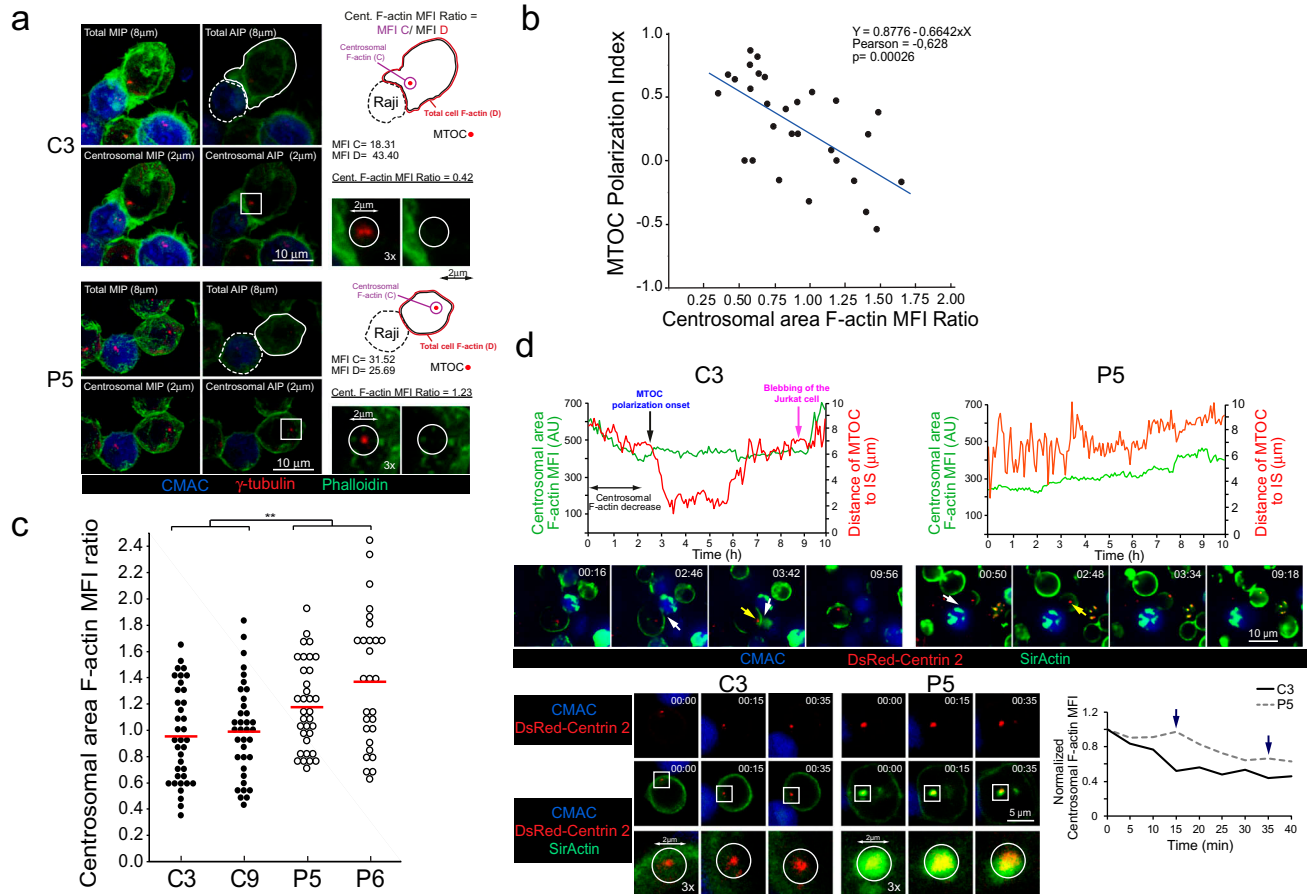 a
Total MIP (8µm)
Total AIP (8µm)
Cent. F-actin MFI Ratio =
MFI C/ MFI D
Centrosomal
F-actin (C)
Raji
Total cell F-actin (D)
MTOC
MFI C= 18.31
MFI D= 43.40
Cent. F-actin MFI Ratio = 0.42
C3
Centrosomal MIP (2µm)
Centrosomal AIP (2µm)
10 µm
2µm
3x
2µm
Total MIP (8µm)
Total AIP (8µm)
Centrosomal
F-actin (C)
Raji
Total cell F-actin (D)
MTOC
MFI C= 31.52
MFI D= 25.69
Cent. F-actin MFI Ratio = 1.23
P5
Centrosomal MIP (2µm)
Centrosomal AIP (2µm)
10 µm
2µm
3x
CMAC
γ-tubulin
Phalloidin
b
Y = 0.8776 -0.6642xX
Pearson = -0,628
p= 0.00026
MTOC Polarization Index
1.0
0.5
0.0
-0.5
-1.0
0.25 0.50 0.75 1.00 1.25 1.50 1.75 2.00
Centrosomal area F-actin MFI Ratio
c
**
Centrosomal area F-actin MFI ratio
2.4
2.2
2.0
1.8
1.6
1.4
1.2
1.0
0.8
0.6
0.4
0.2
0.0
C3 C9 P5 P6
d
C3
Centrosomal area
F-actin MFI (AU)
700
500
300
100
MTOC
polarization onset
Blebbing of the
Jurkat cell
Centrosomal
F-actin decrease
10
8
6
4
2
0
Distance of MTOC
to IS (µm)
0 1 2 3 4 5 6 7 8 9 10
Time (h)
P5
Centrosomal area
F-actin MFI (AU)
700
500
300
100
10
8
6
4
2
0
Distance of MTOC
to IS (µm)
0 1 2 3 4 5 6 7 8 9 10
Time (h)
00:16
02:46
03:42
09:56
00:50
02:48
03:34
09:18
10 µm
CMAC
DsRed-Centrin 2
SirActin
C3
P5
CMAC
DsRed-Centrin 2
00:00
00:15
00:35
00:00
00:15
00:35
CMAC
DsRed-Centrin 2
SirActin
00:00
00:15
00:35
00:00
00:15
00:35
5 µm
2µm
3x
2µm
3x
C3
P5
Normalized
Centrosomal F-actin MFI
1.2
1
0.8
0.4
0
0 5 10 15 20 25 30 35 40
Time (min)